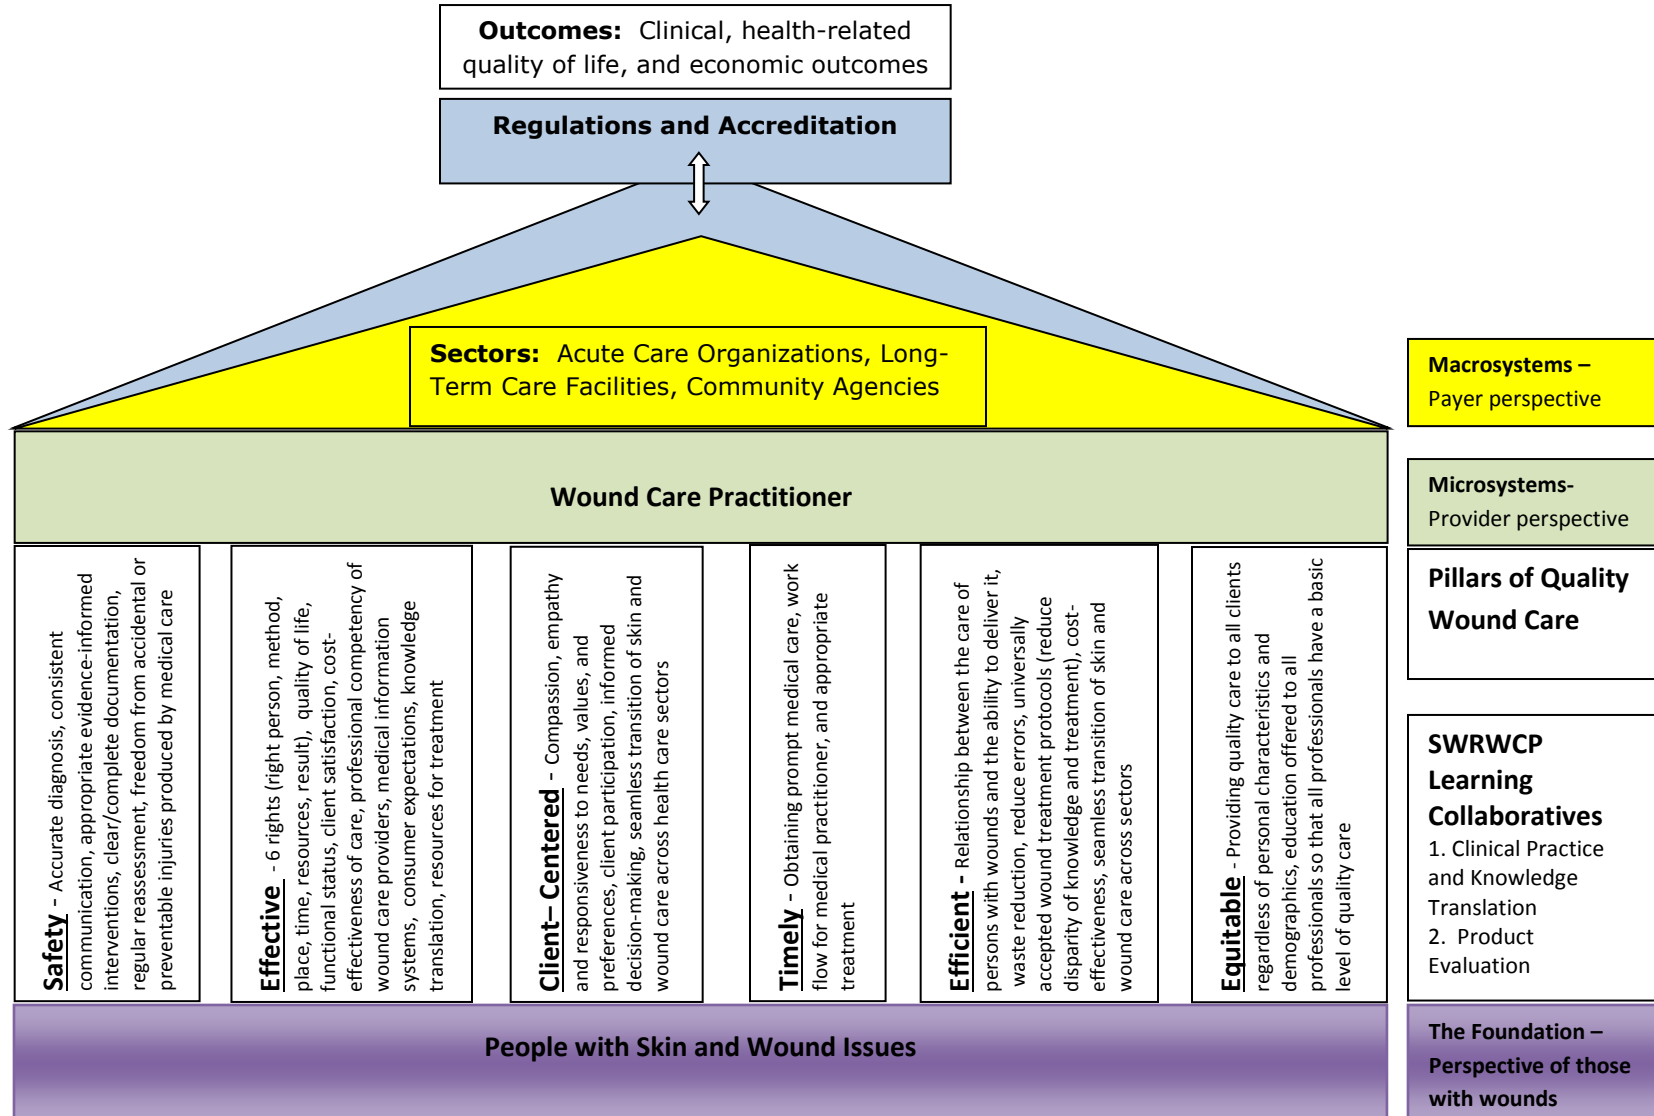 Outcomes: Clinical, health-related
quality of life, and economic outcomes
Regulations and Accreditation
Sectors: Acute Care Organizations, Long-
Term Care Facilities, Community Agencies
Macrosystems –
Payer perspective
Wound Care Practitioner
Microsystems-
Provider perspective
Safety - Accurate diagnosis, consistent
communication, appropriate evidence-informed
interventions, clear/complete documentation,
regular reassessment, freedom from accidental or
preventable injuries produced by medical care
Effective - 6 rights (right person, method,
place, time, resources, result), quality of life,
functional status, client satisfaction, cost-
effectiveness of care, professional competency of
wound care providers, medical information
systems, consumer expectations, knowledge
translation, resources for treatment
Client– Centered - Compassion, empathy
and responsiveness to needs, values, and
preferences, client participation, informed
decision-making, seamless transition of skin and
wound care across health care sectors
Timely - Obtaining prompt medical care, work
flow for medical practitioner, and appropriate
treatment
Efficient - Relationship between the care of
persons with wounds and the ability to deliver it,
waste reduction, reduce errors, universally
accepted wound treatment protocols (reduce
disparity of knowledge and treatment), cost-
effectiveness, seamless transition of skin and
wound care across sectors
Equitable - Providing quality care to all clients
regardless of personal characteristics and
demographics, education offered to all
professionals so that all professionals have a basic
level of quality care
Pillars of Quality
Wound Care
SWRWCP
Learning
Collaboratives
1. Clinical Practice
and Knowledge
Translation
2. Product
Evaluation
People with Skin and Wound Issues
The Foundation –
Perspective of those
with wounds